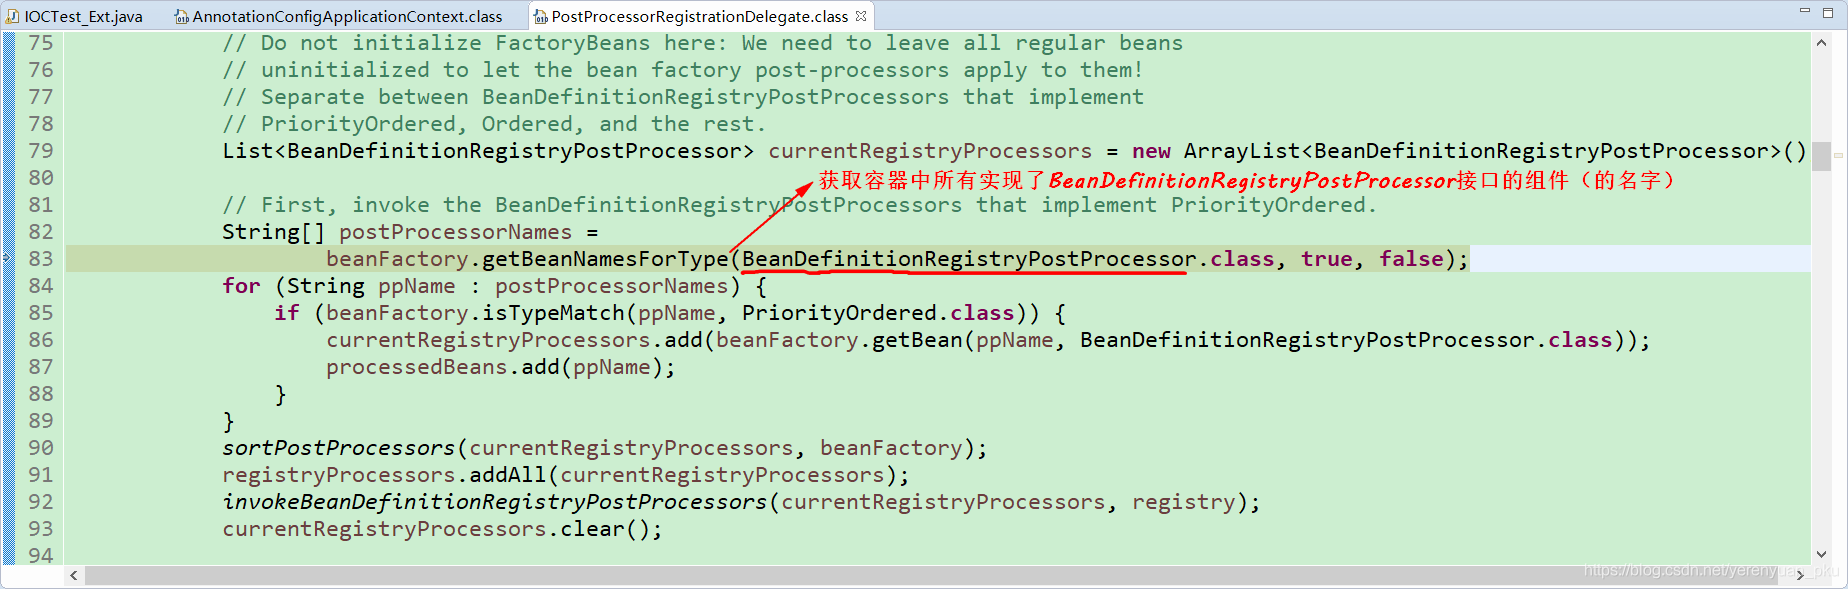 IOCTest_Ext.java AnnotationConfigApplicationContext.class PostProcessorRegistrationDelegate.class
75 // Do not initialize FactoryBeans here: We need to leave all regular beans
76 // uninitialized to let the bean factory post-processors apply to them!
77 // Separate between BeanDefinitionRegistryPostProcessors that implement
78 // PriorityOrdered, Ordered, and the rest.
79 List<BeanDefinitionRegistryPostProcessor> currentRegistryProcessors = new ArrayList<BeanDefinitionRegistryPostProcessor>()
80 获取容器中所有实现了BeanDefinitionRegistryPostProcessor接口的组件（的名字）
81 // First, invoke the BeanDefinitionRegistryPostProcessors that implement PriorityOrdered.
82 String[] postProcessorNames =
83 beanFactory.getBeanNamesForType(BeanDefinitionRegistryPostProcessor.class, true, false);
84 for (String ppName : postProcessorNames) {
85 if (beanFactory.isTypeMatch(ppName, PriorityOrdered.class)) {
86 currentRegistryProcessors.add(beanFactory.getBean(ppName, BeanDefinitionRegistryPostProcessor.class));
87 processedBeans.add(ppName);
88 }
89 }
90 sortPostProcessors(currentRegistryProcessors, beanFactory);
91 registryProcessors.addAll(currentRegistryProcessors);
92 invokeBeanDefinitionRegistryPostProcessors(currentRegistryProcessors, registry);
93 currentRegistryProcessors.clear();
94
https://blog.csdn.net/yerenyuan_pku